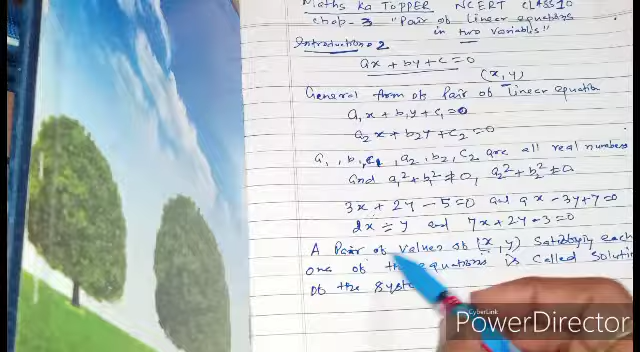 Maths Ka TOPPER NCERT CLASS 10
Chap- 3 "Pair of linear equations
in two variables"
Introduction 2
ax + by + c = 0
(x, y)
General form of Pair of linear equation
a₁x + b₁y + c₁ = 0
a₂x + b₂y + c₂ = 0
a₁, b₁, c₁, a₂, b₂, c₂ are all real numbers
and a₁² + b₁² ≠ 0, a₂² + b₂² ≠ 0
3x + 2y - 5 = 0 and 9x - 3y + 7 = 0
2x = y and 7x + 2y - 3 = 0
A Pair of values of (x, y) Satisfying each
one of the equations is called
of the
CyberLink
PowerDirector